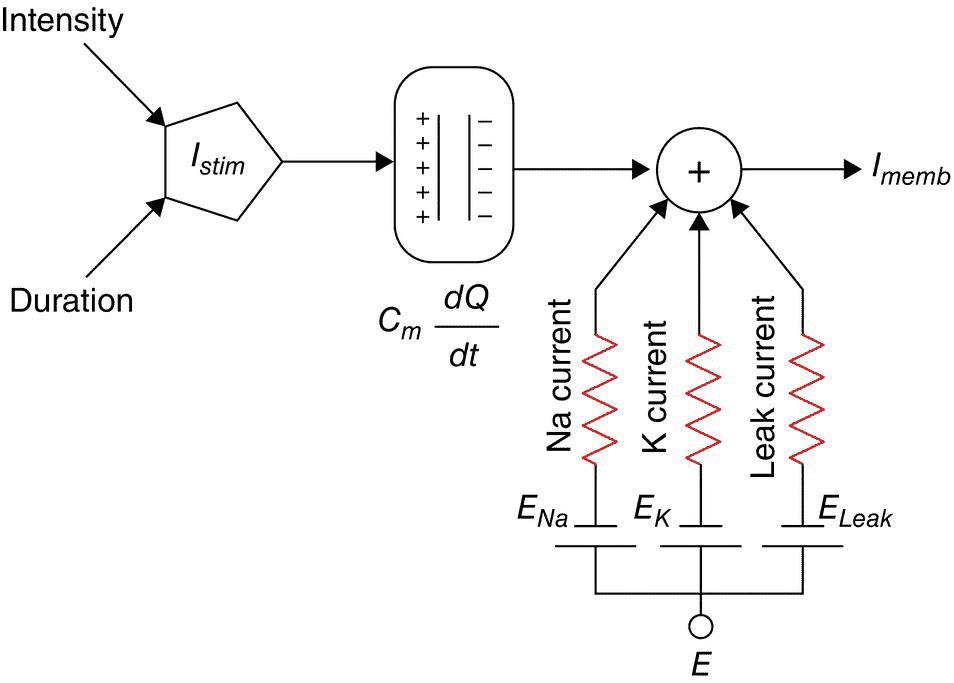 Intensity
I_stim
Duration
+ + + + +
− − − − −
C_m dQ/dt
+
I_memb
Na current
K current
Leak current
E_Na
E_K
E_Leak
E